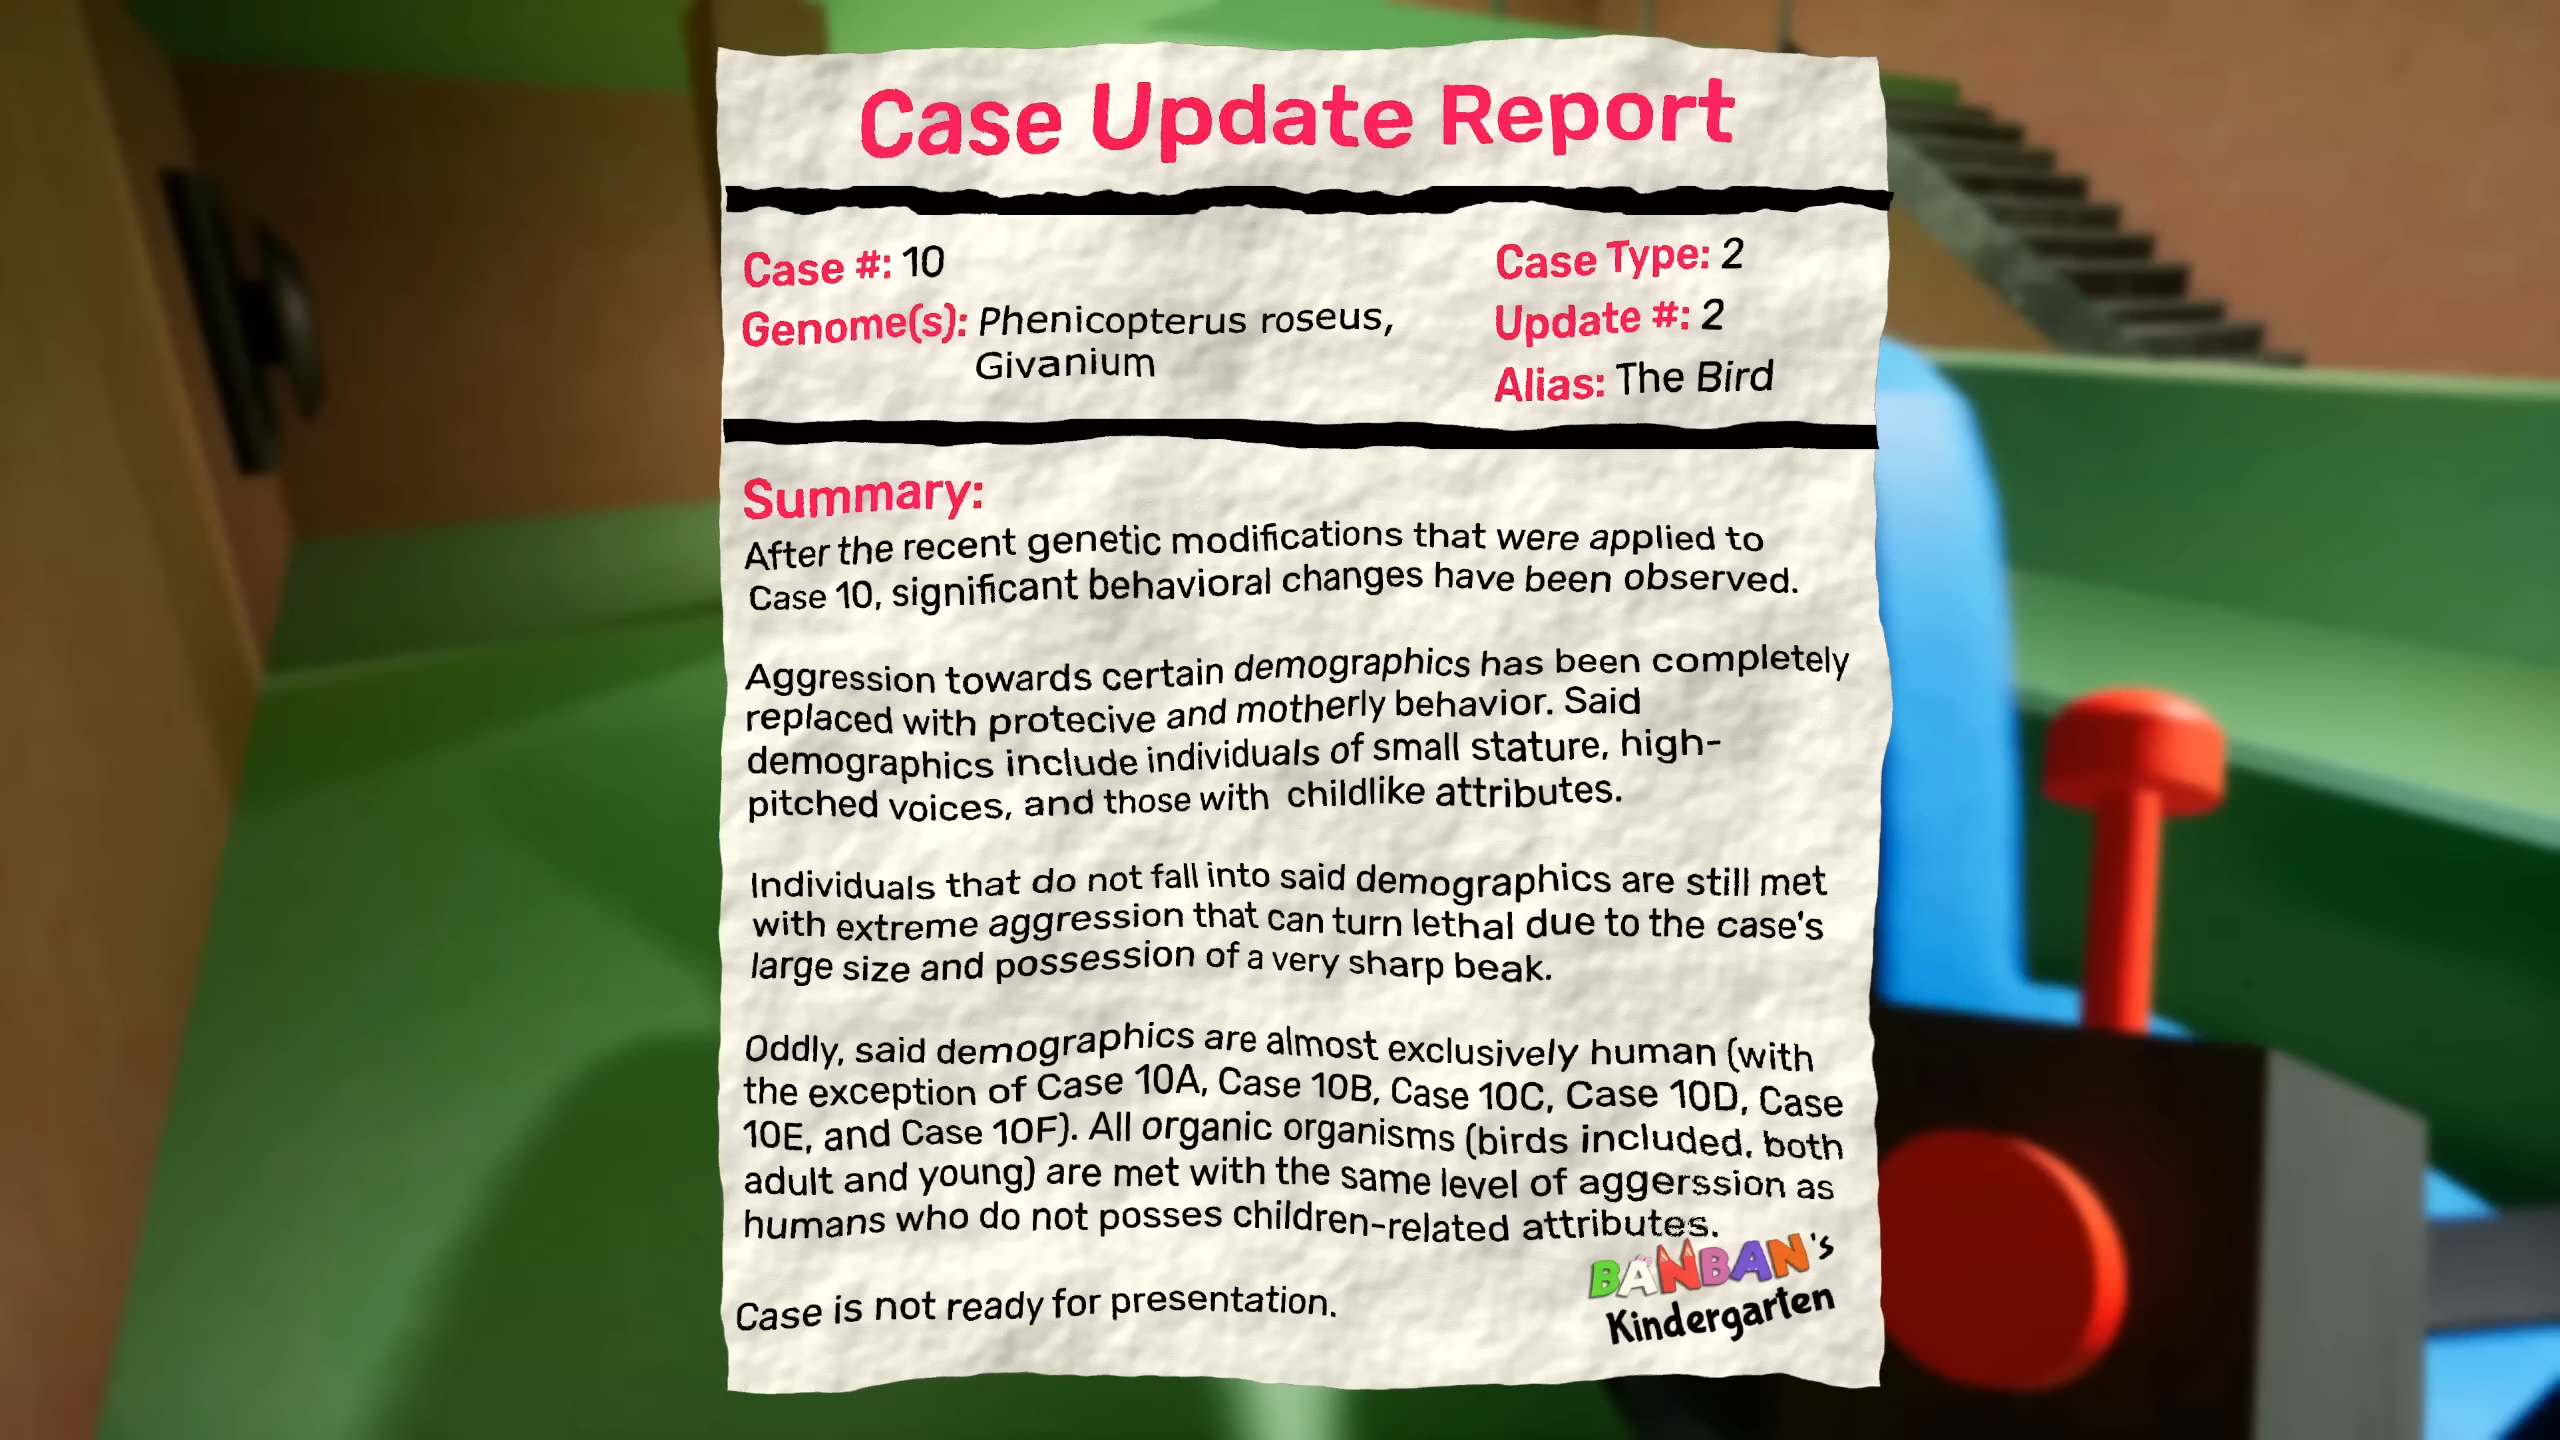 Case Update Report
Case #: 10
Case Type: 2
Genome(s): Phenicopterus roseus,
Givanium
Update #: 2
Alias: The Bird
Summary:
After the recent genetic modifications that were applied to
Case 10, significant behavioral changes have been observed.
Aggression towards certain demographics has been completely
replaced with protecive and motherly behavior. Said
demographics include individuals of small stature, high-
pitched voices, and those with childlike attributes.
Individuals that do not fall into said demographics are still met
with extreme aggression that can turn lethal due to the case's
large size and possession of a very sharp beak.
Oddly, said demographics are almost exclusively human (with
the exception of Case 10A, Case 10B, Case 10C, Case 10D, Case
10E, and Case 10F). All organic organisms (birds included, both
adult and young) are met with the same level of aggerssion as
humans who do not posses children-related attributes.
Case is not ready for presentation.
BANBAN's
Kindergarten